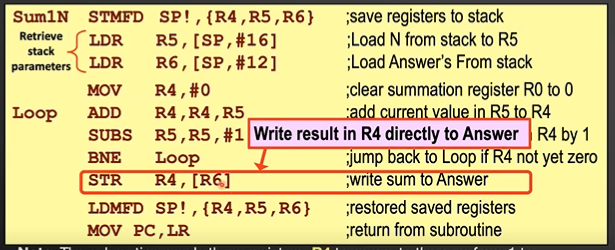 Sum1N STMFD SP!,{R4,R5,R6} ;save registers to stack
Retrieve stack parameters
LDR R5,[SP,#16] ;Load N from stack to R5
LDR R6,[SP,#12] ;Load Answer's From stack
MOV R4,#0 ;clear summation register R0 to 0
Loop ADD R4,R4,R5 ;add current value in R5 to R4
SUBS R5,R5,#1 R4 by 1
Write result in R4 directly to Answer
BNE Loop ;jump back to Loop if R4 not yet zero
STR R4,[R6] ;write sum to Answer
LDMFD SP!,{R4,R5,R6} ;restored saved registers
MOV PC,LR ;return from subroutine